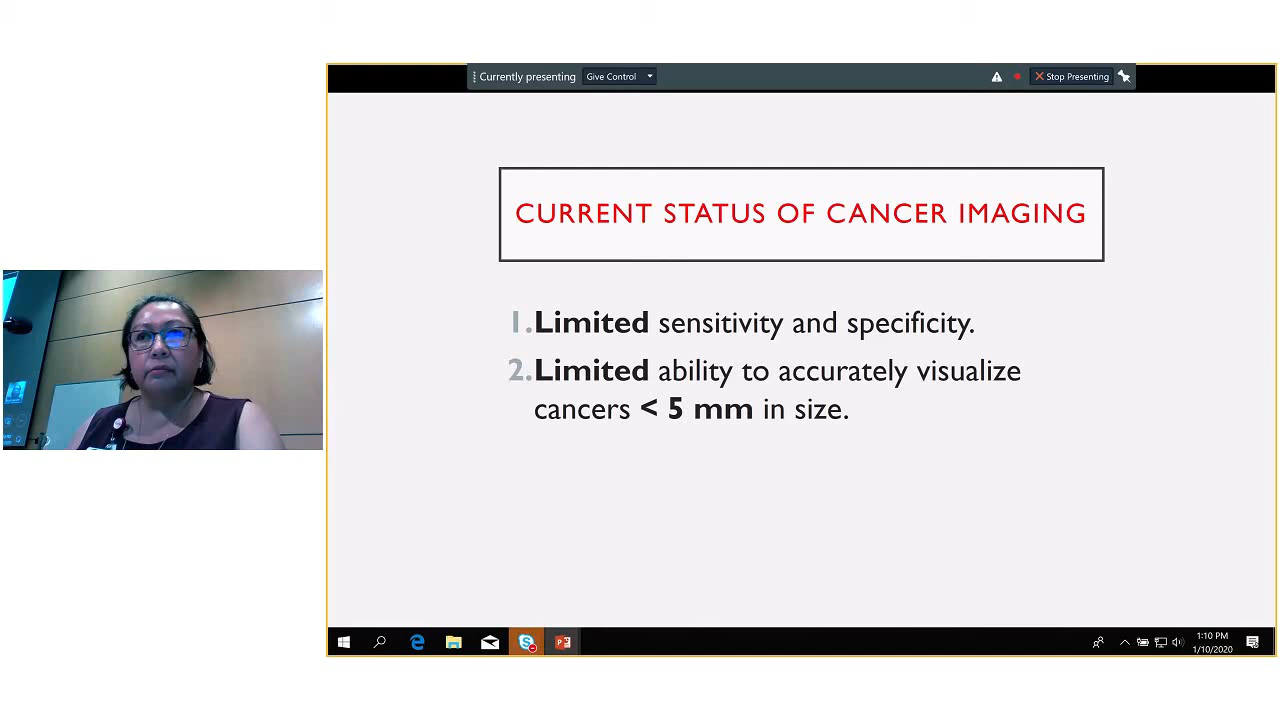 Currently presenting Give Control Stop Presenting
CURRENT STATUS OF CANCER IMAGING
1. Limited sensitivity and specificity.
2. Limited ability to accurately visualize
cancers < 5 mm in size.
1:10 PM
1/10/2020